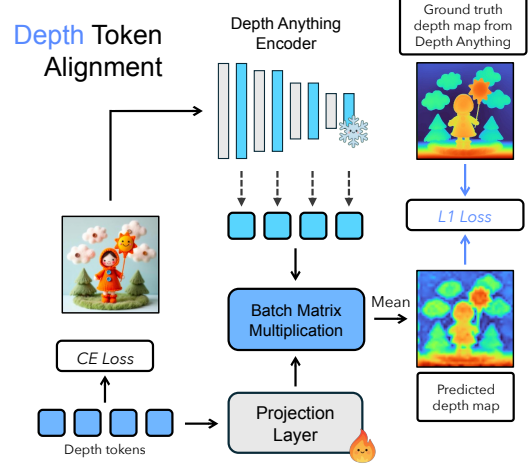 Depth Token
Alignment
Depth Anything
Encoder
Ground truth
depth map from
Depth Anything
L1 Loss
Batch Matrix
Multiplication
Mean
CE Loss
Predicted
depth map
Projection
Layer
Depth tokens